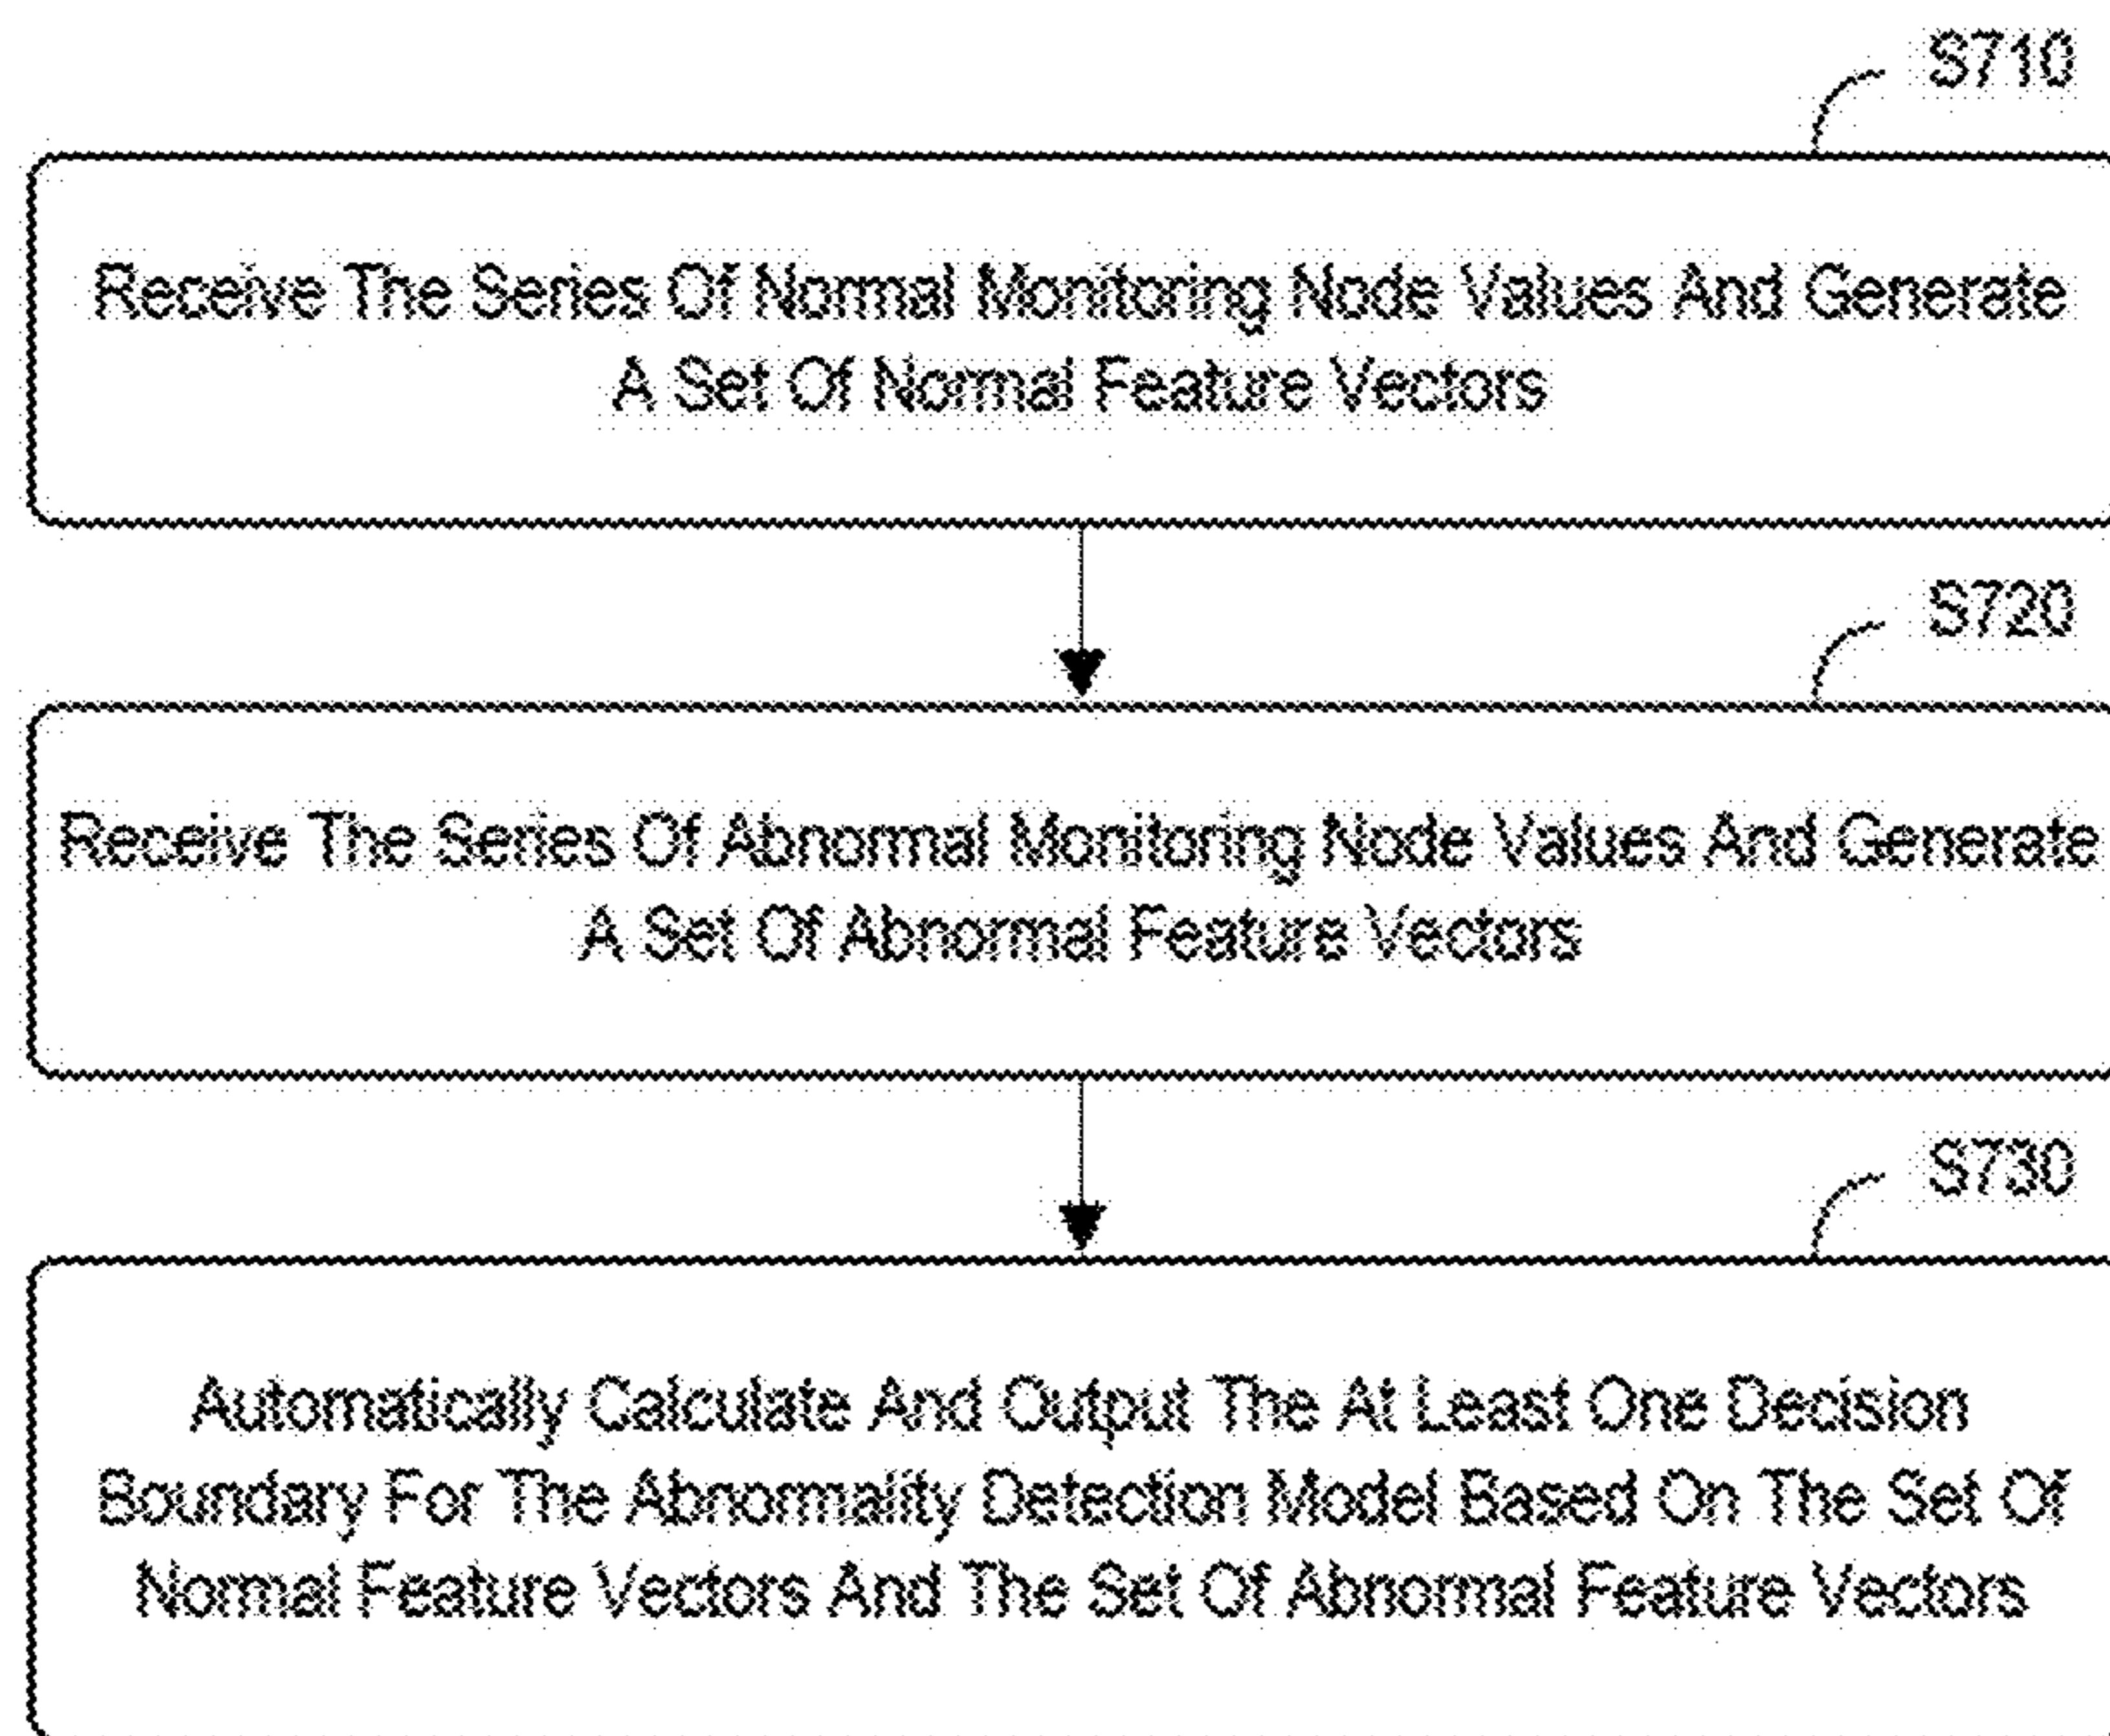 S710
Receive The Series Of Normal Monitoring Node Values And Generate
A Set Of Normal Feature Vectors
S720
Receive The Series Of Abnormal Monitoring Node Values And Generate
A Set Of Abnormal Feature Vectors
S730
Automatically Calculate And Output The At Least One Decision
Boundary For The Abnormality Detection Model Based On The Set Of
Normal Feature Vectors And The Set Of Abnormal Feature Vectors